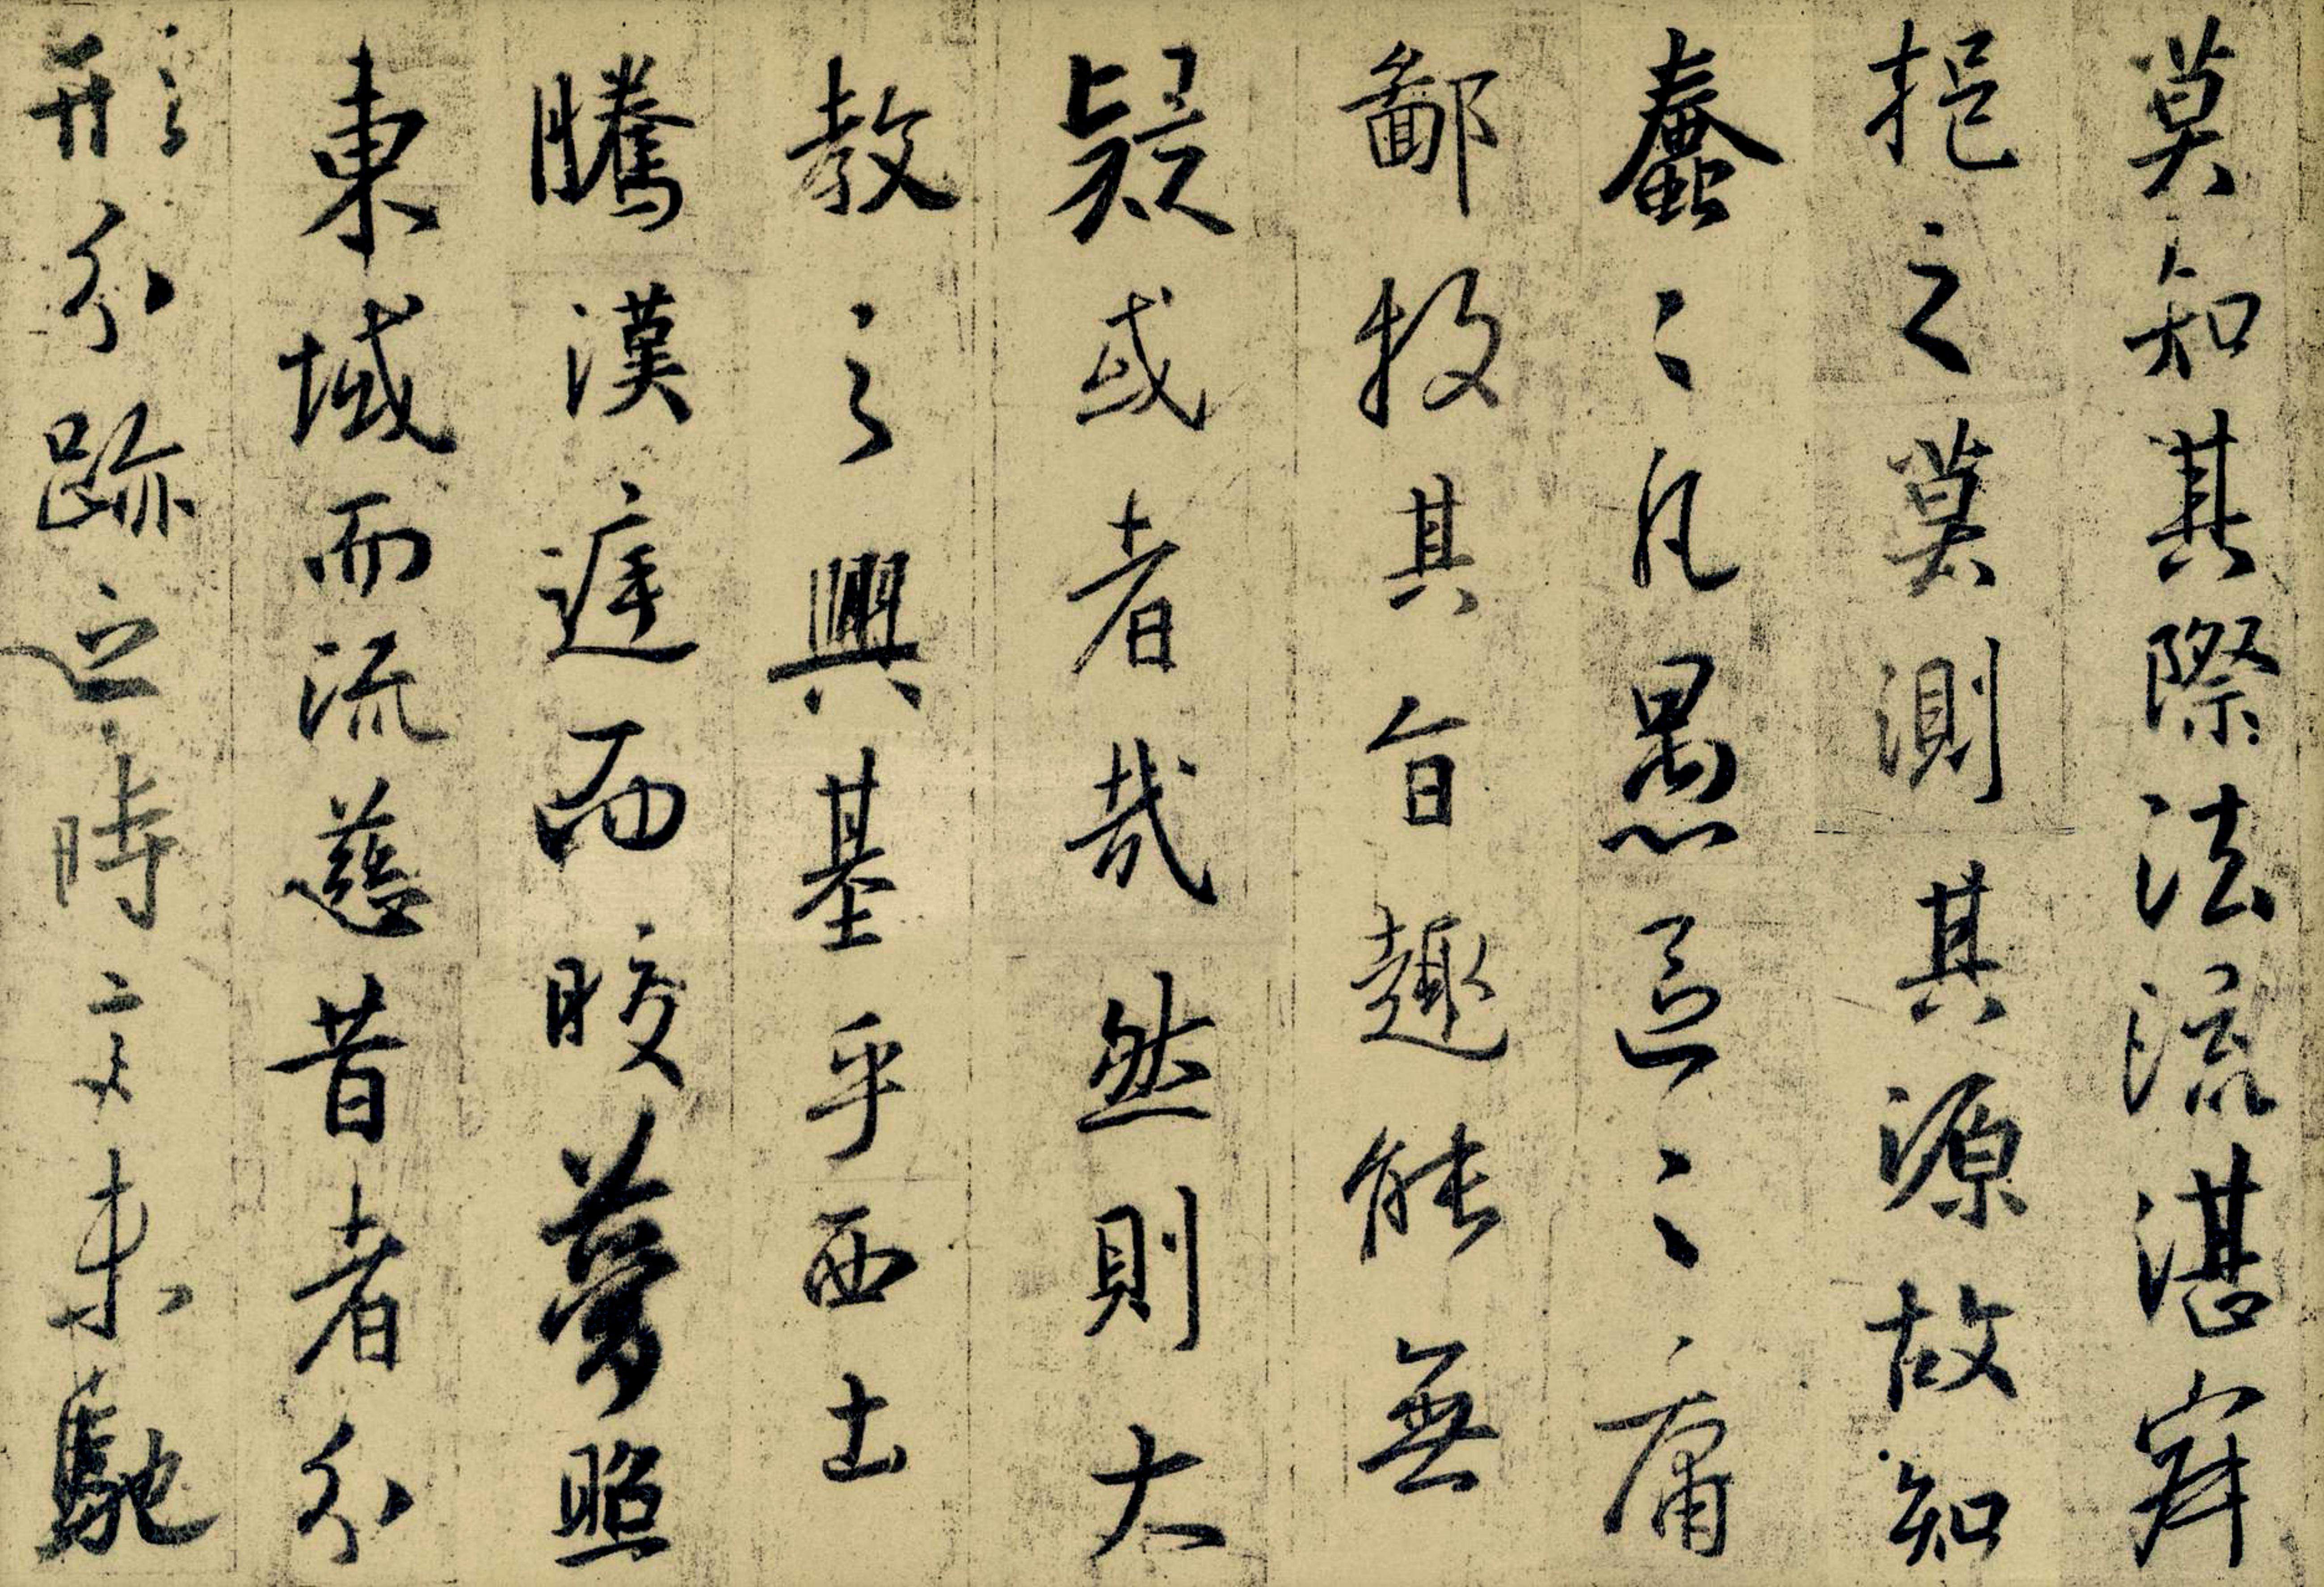 莫知其際法流湛寂
挹之莫測其源故知
蠢〻凡愚區〻庸
鄙投其旨趣能無
疑或者哉然則大
教之興基乎西土
騰漢庭而皎夢照
東域而流慈昔者分
形分跡之時言未馳